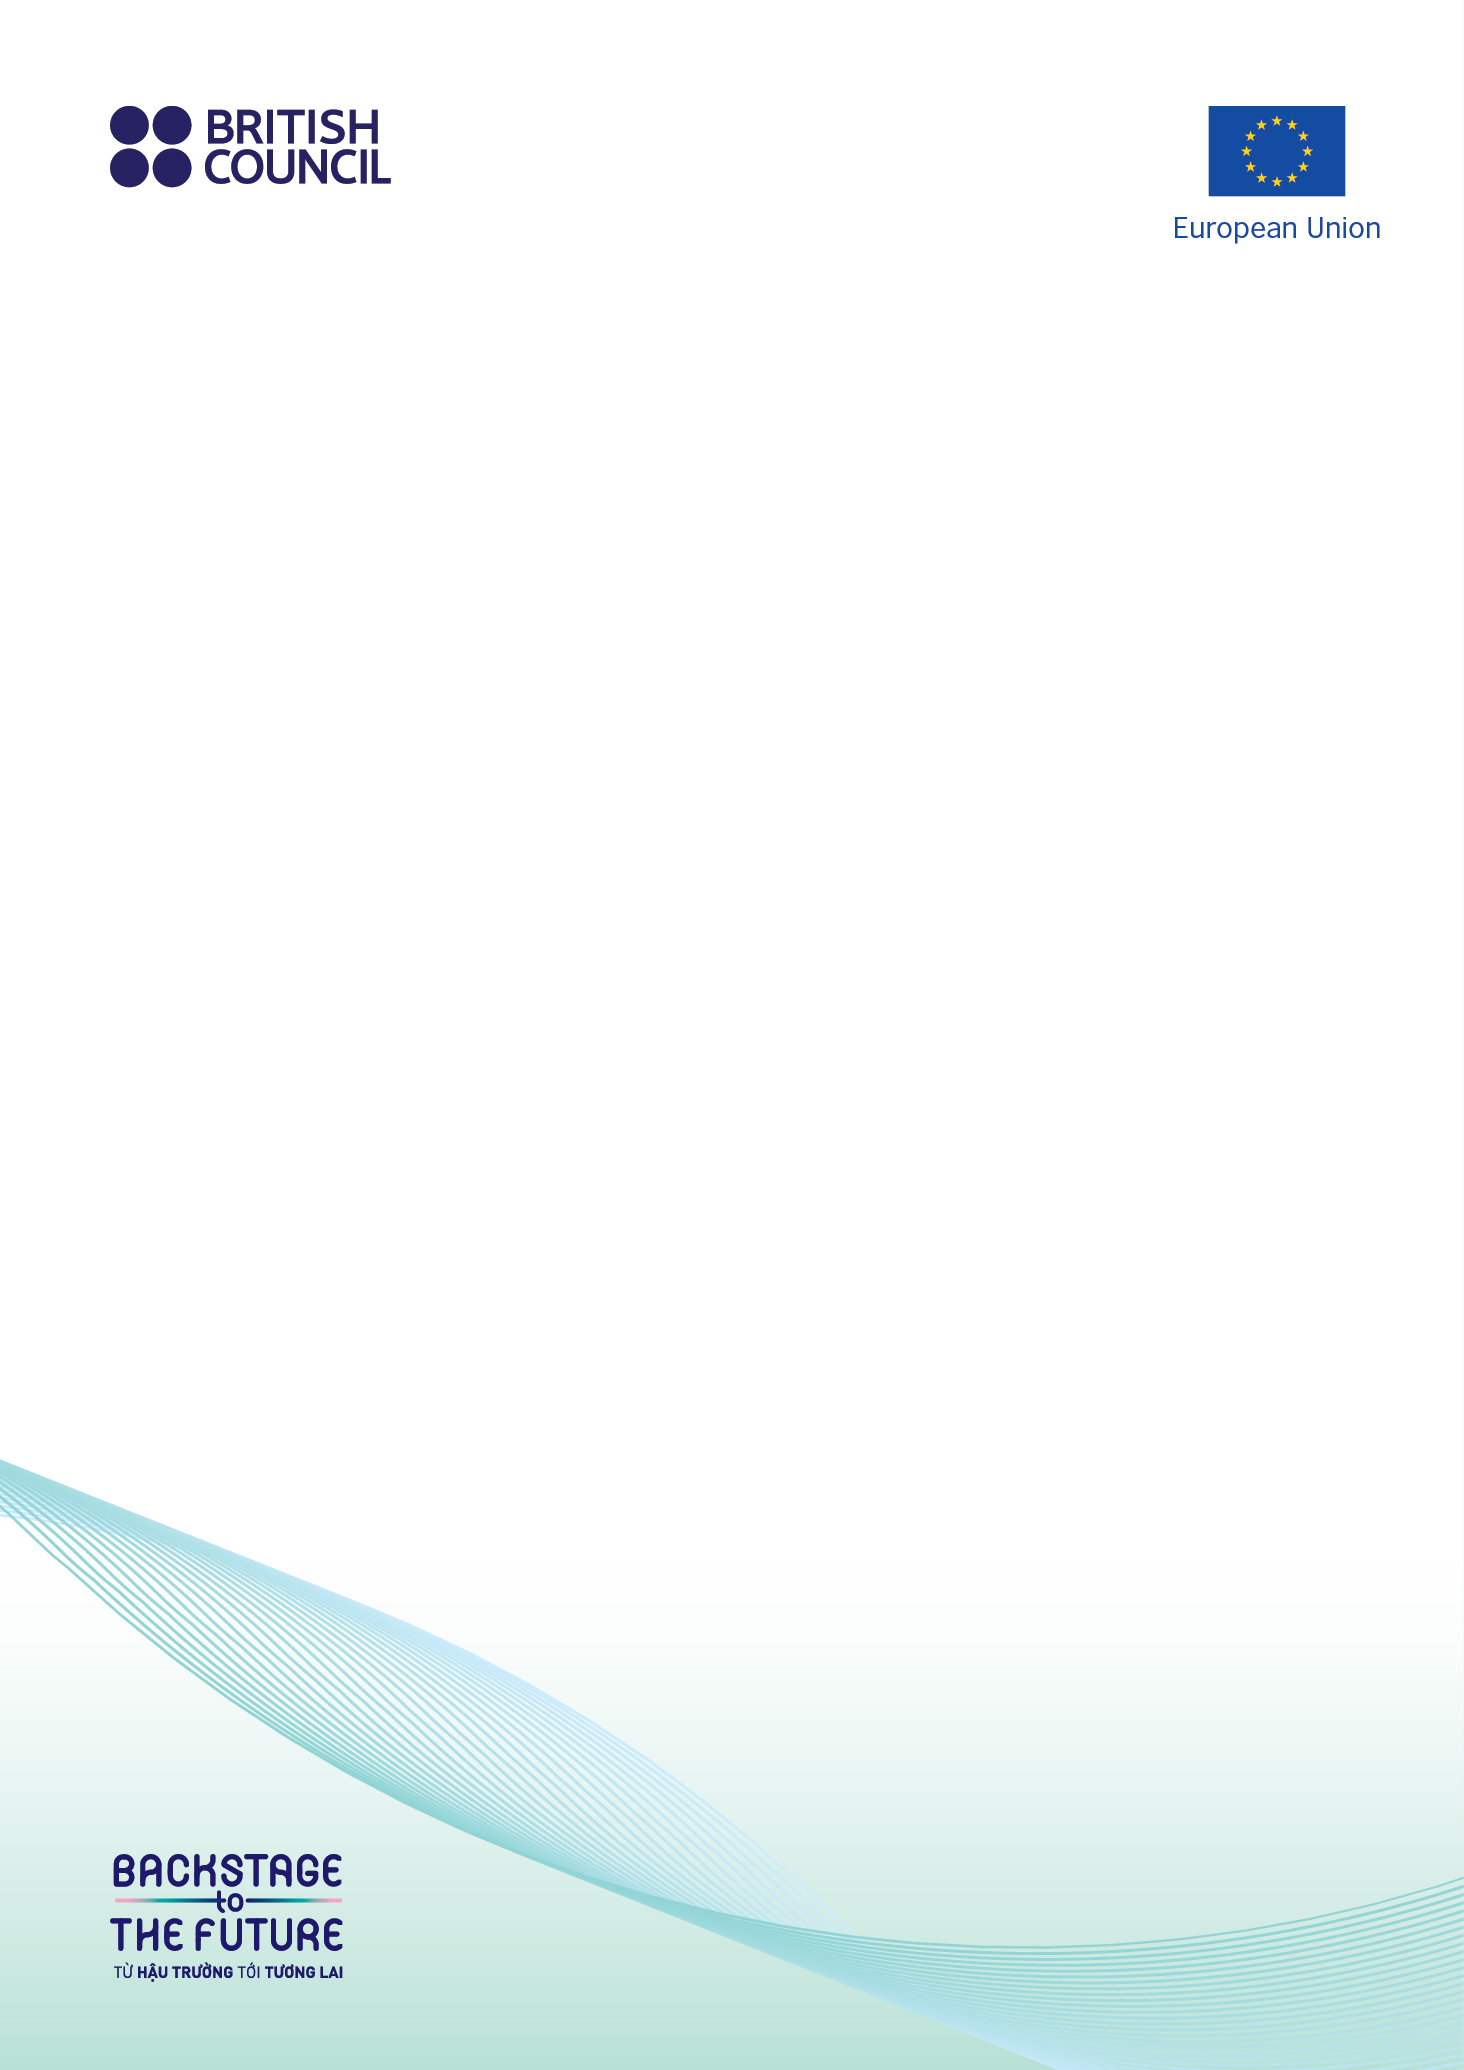 BRITISH
COUNCIL
European Union
BACKSTAGE
to
THE FUTURE
TỪ HẬU TRƯỜNG TỚI TƯƠNG LAI